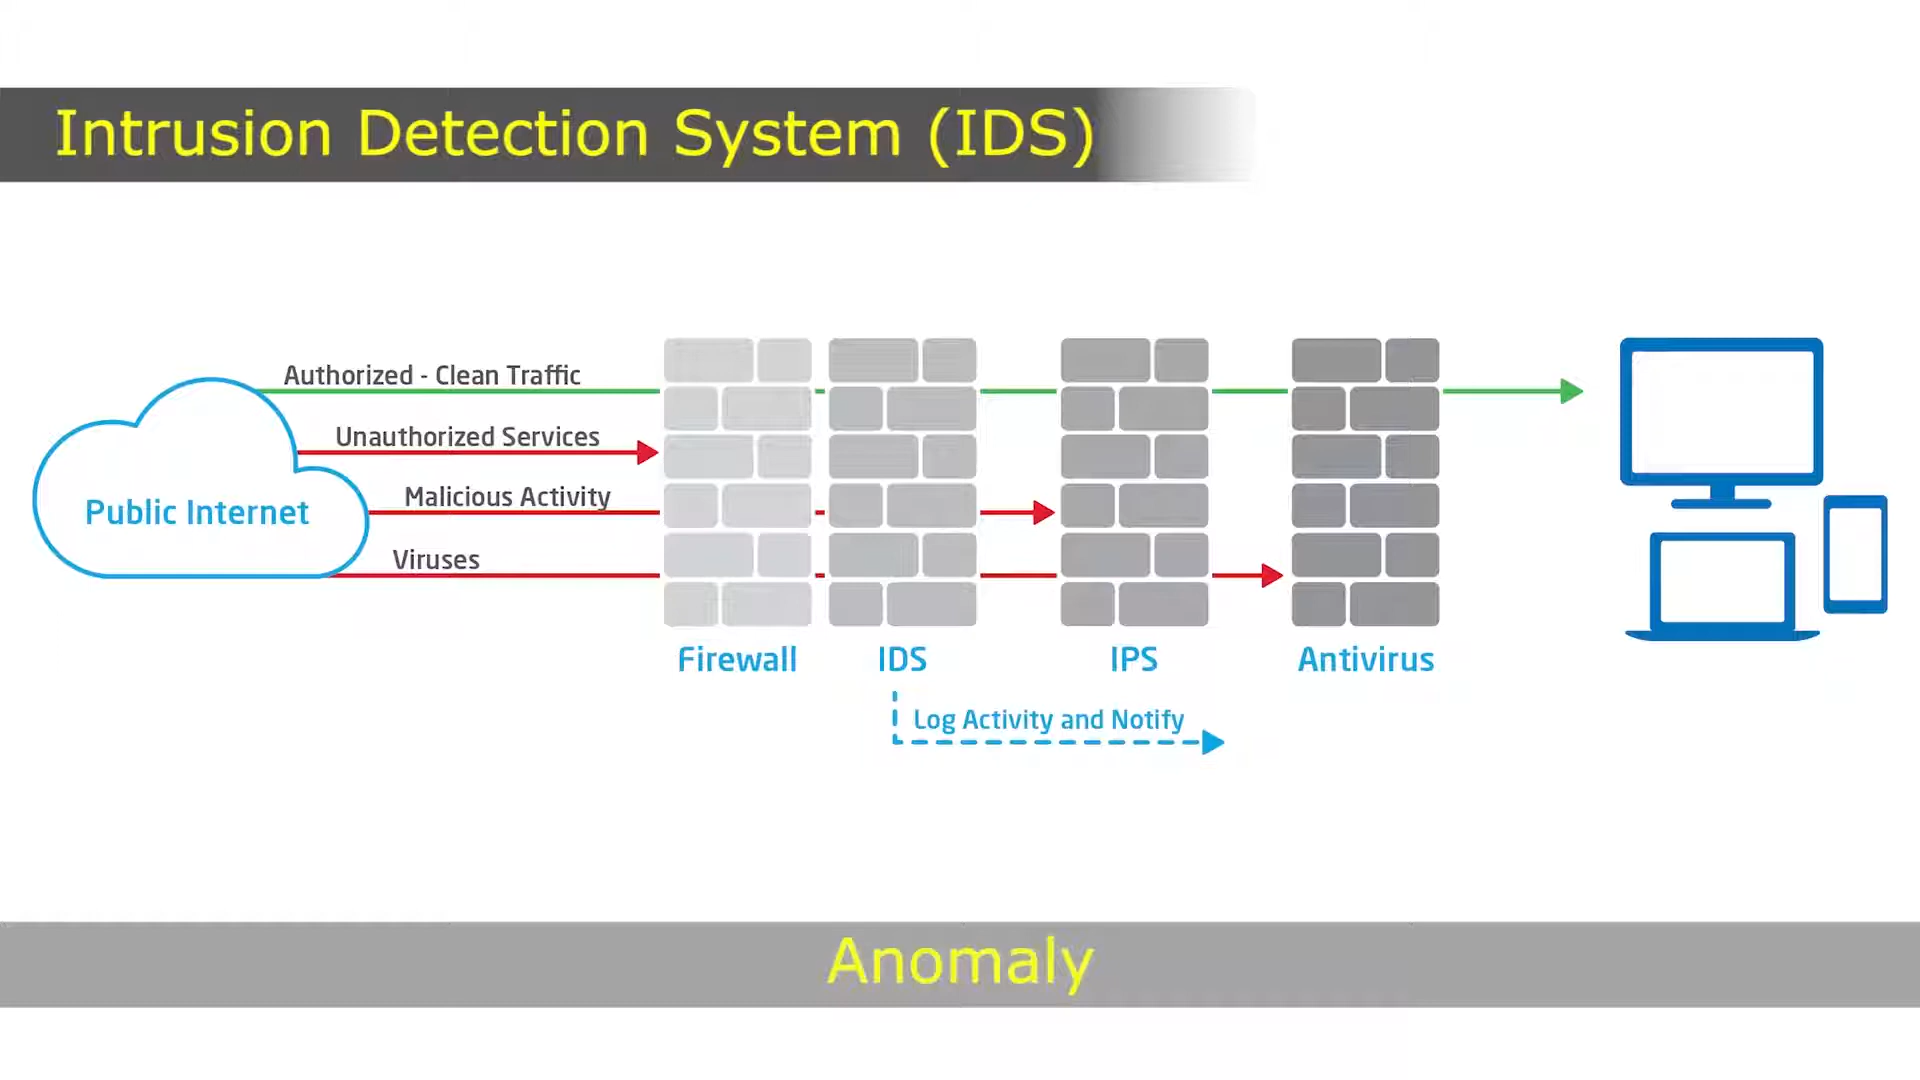 Intrusion Detection System (IDS)
Authorized - Clean Traffic
Unauthorized Services
Malicious Activity
Public Internet
Viruses
Firewall
IDS
IPS
Antivirus
Log Activity and Notify
Anomaly